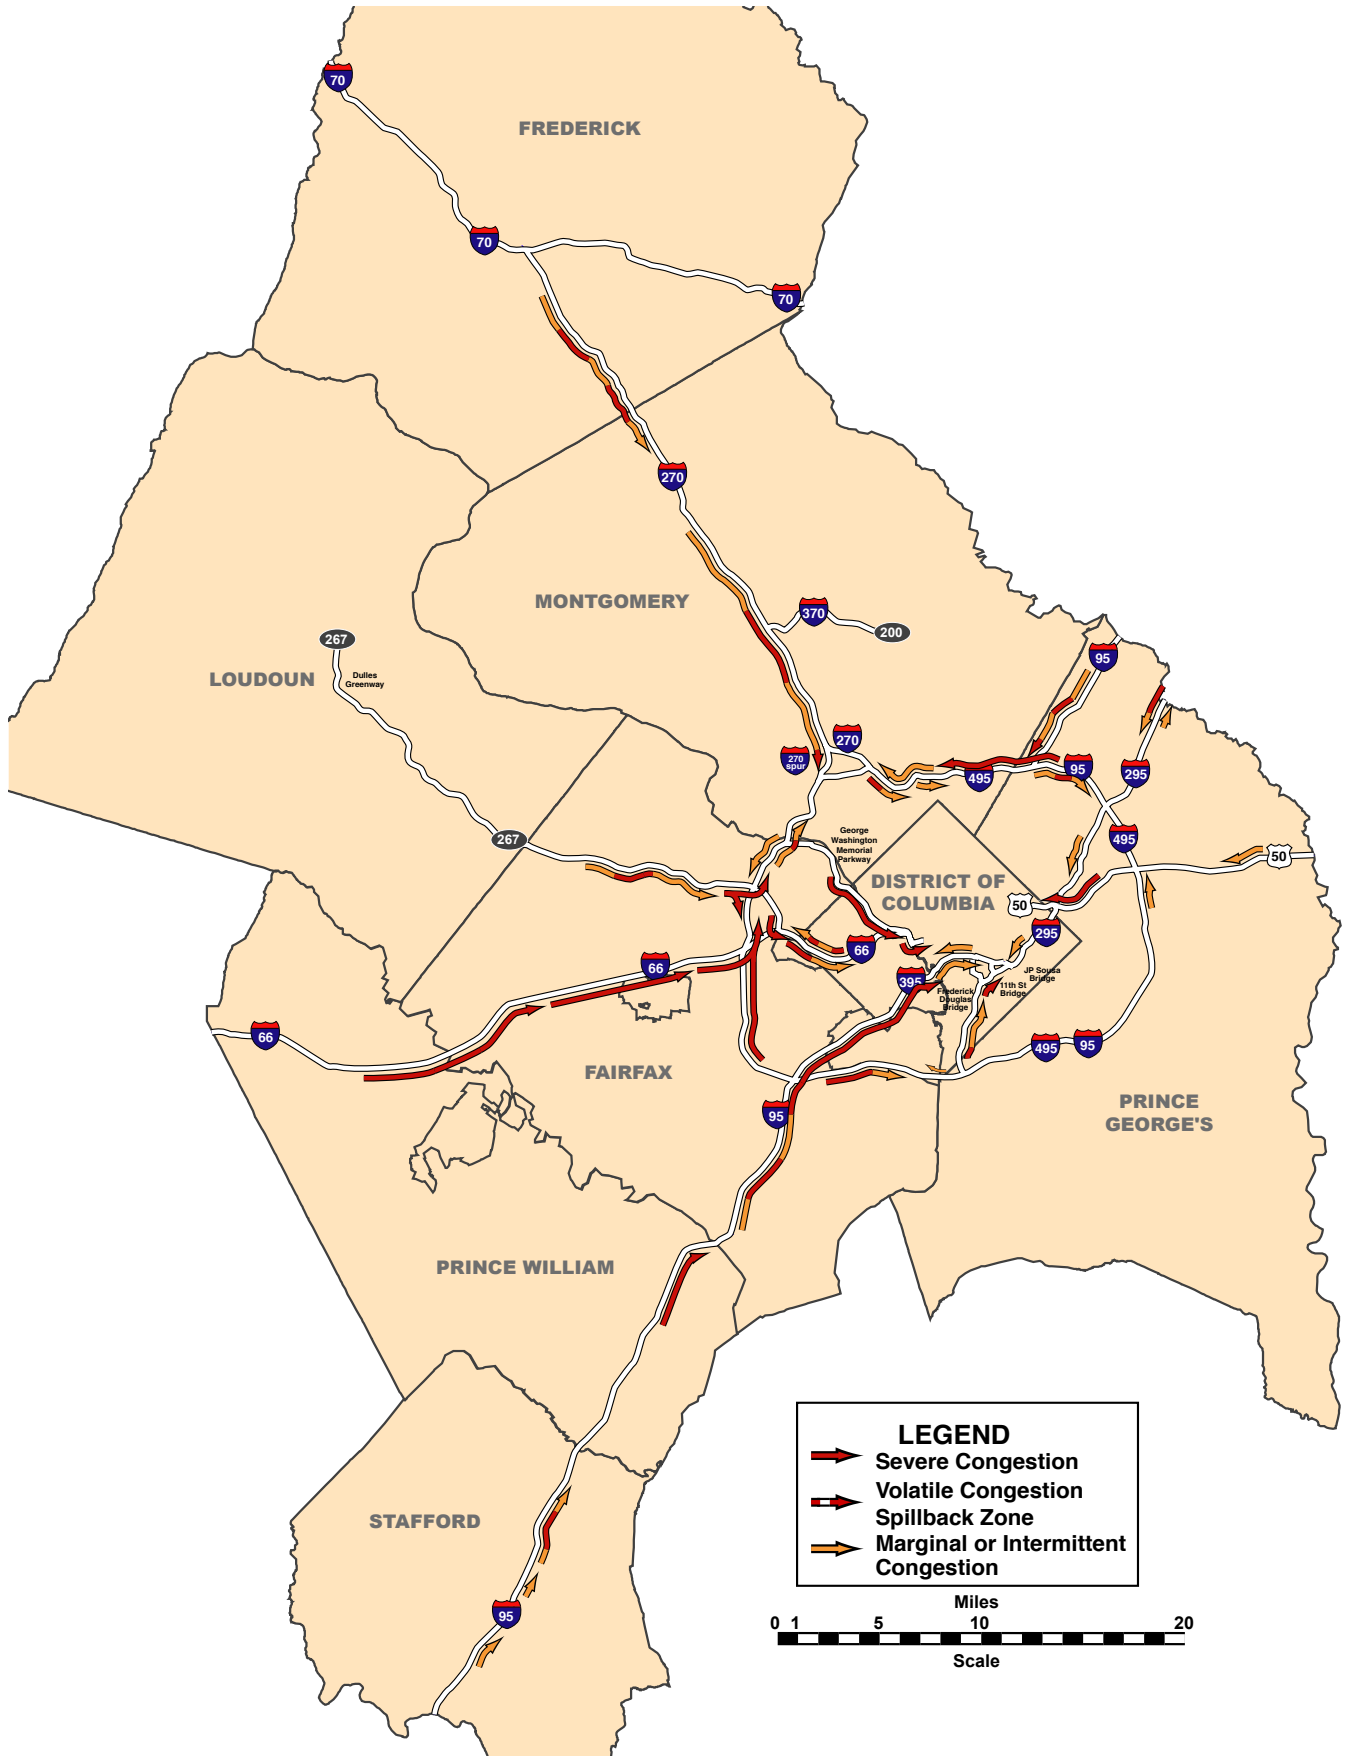 70
FREDERICK
70
70
270
MONTGOMERY
370
200
267
LOUDOUN
Dulles
Greenway
95
270
270
spur
495
95
295
267
George
Washington
Memorial
Parkway
495
50
DISTRICT OF
COLUMBIA
50
295
66
66
395
JP Sousa
Bridge
11th St
Bridge
Frederick
Douglas
Bridge
66
495
95
FAIRFAX
95
PRINCE
GEORGE'S
PRINCE WILLIAM
LEGEND
Severe Congestion
Volatile Congestion
Spillback Zone
Marginal or Intermittent
Congestion
STAFFORD
95
Miles
0 1 5 10 20
Scale